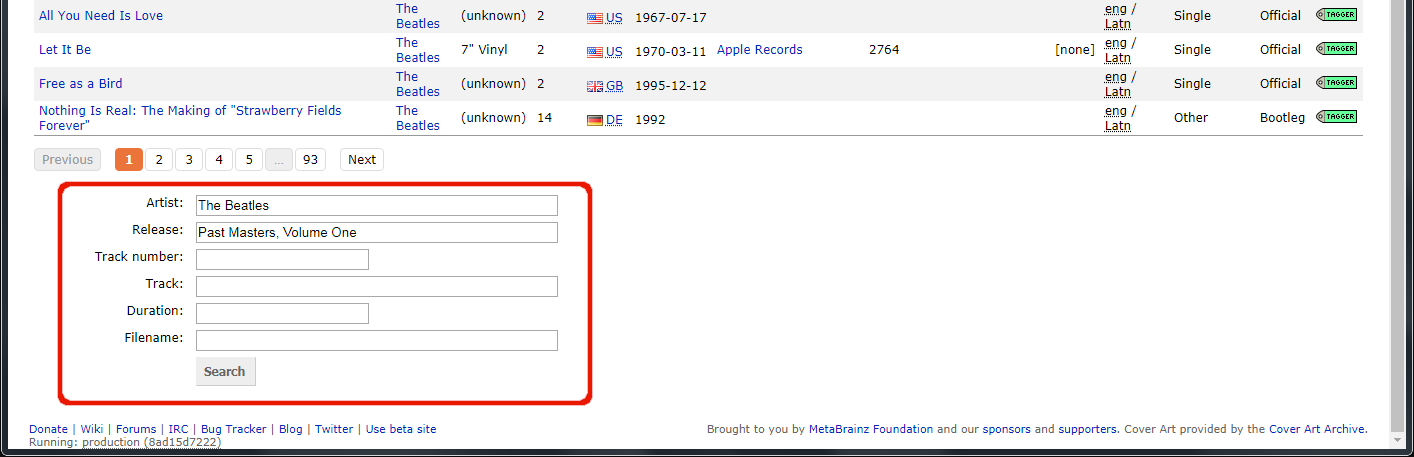 All You Need Is Love The Beatles (unknown) 2 US 1967-07-17 eng / Latn Single Official TAGGER
Let It Be The Beatles 7" Vinyl 2 US 1970-03-11 Apple Records 2764 [none] eng / Latn Single Official TAGGER
Free as a Bird The Beatles (unknown) 2 GB 1995-12-12 eng / Latn Single Official TAGGER
Nothing Is Real: The Making of "Strawberry Fields Forever" The Beatles (unknown) 14 DE 1992 eng / Latn Other Bootleg TAGGER
Previous 1 2 3 4 5 ... 93 Next
Artist: The Beatles
Release: Past Masters, Volume One
Track number:
Track:
Duration:
Filename:
Search
Donate | Wiki | Forums | IRC | Bug Tracker | Blog | Twitter | Use beta site
Running: production (8ad15d7222)
Brought to you by MetaBrainz Foundation and our sponsors and supporters. Cover Art provided by the Cover Art Archive.